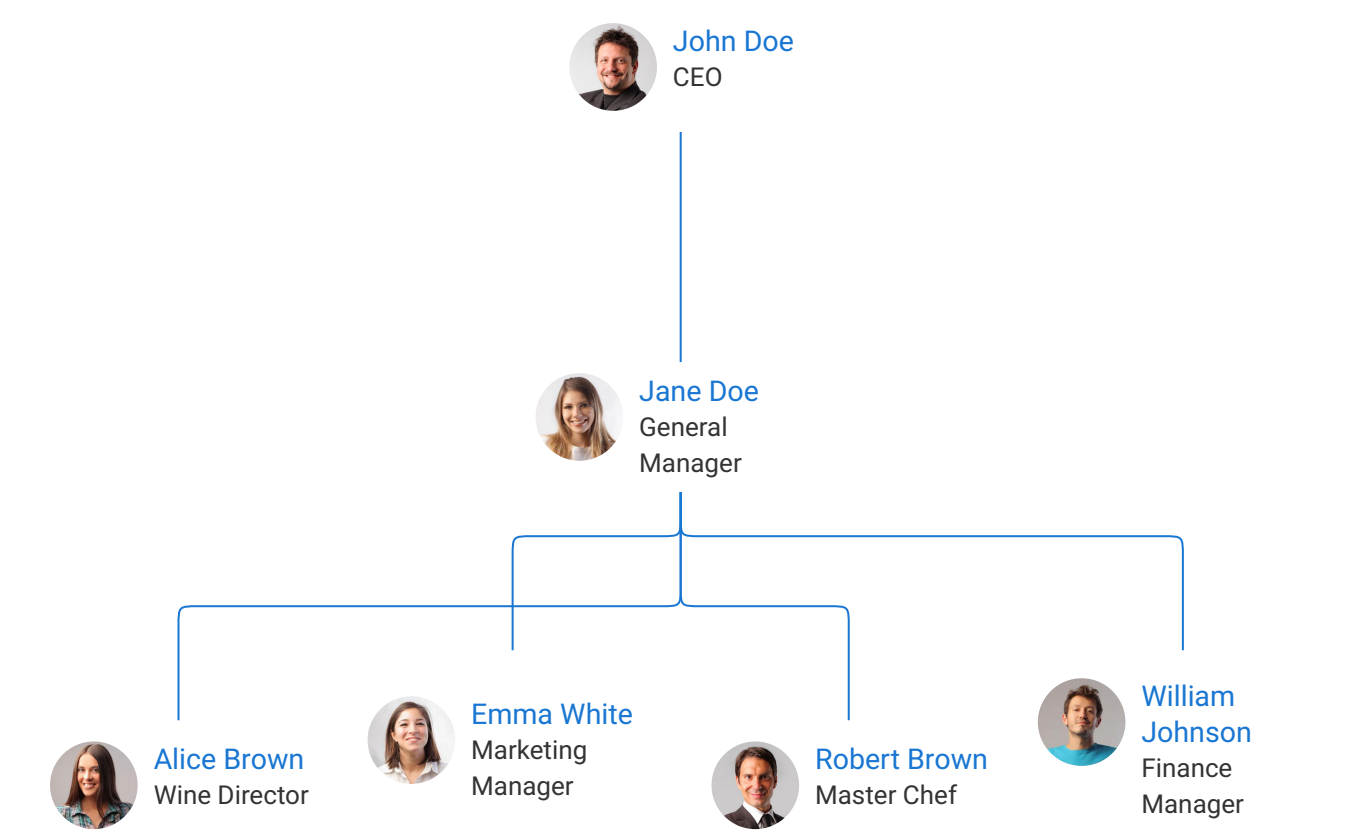 John Doe
CEO
Jane Doe
General
Manager
Alice Brown
Wine Director
Emma White
Marketing
Manager
Robert Brown
Master Chef
William
Johnson
Finance
Manager